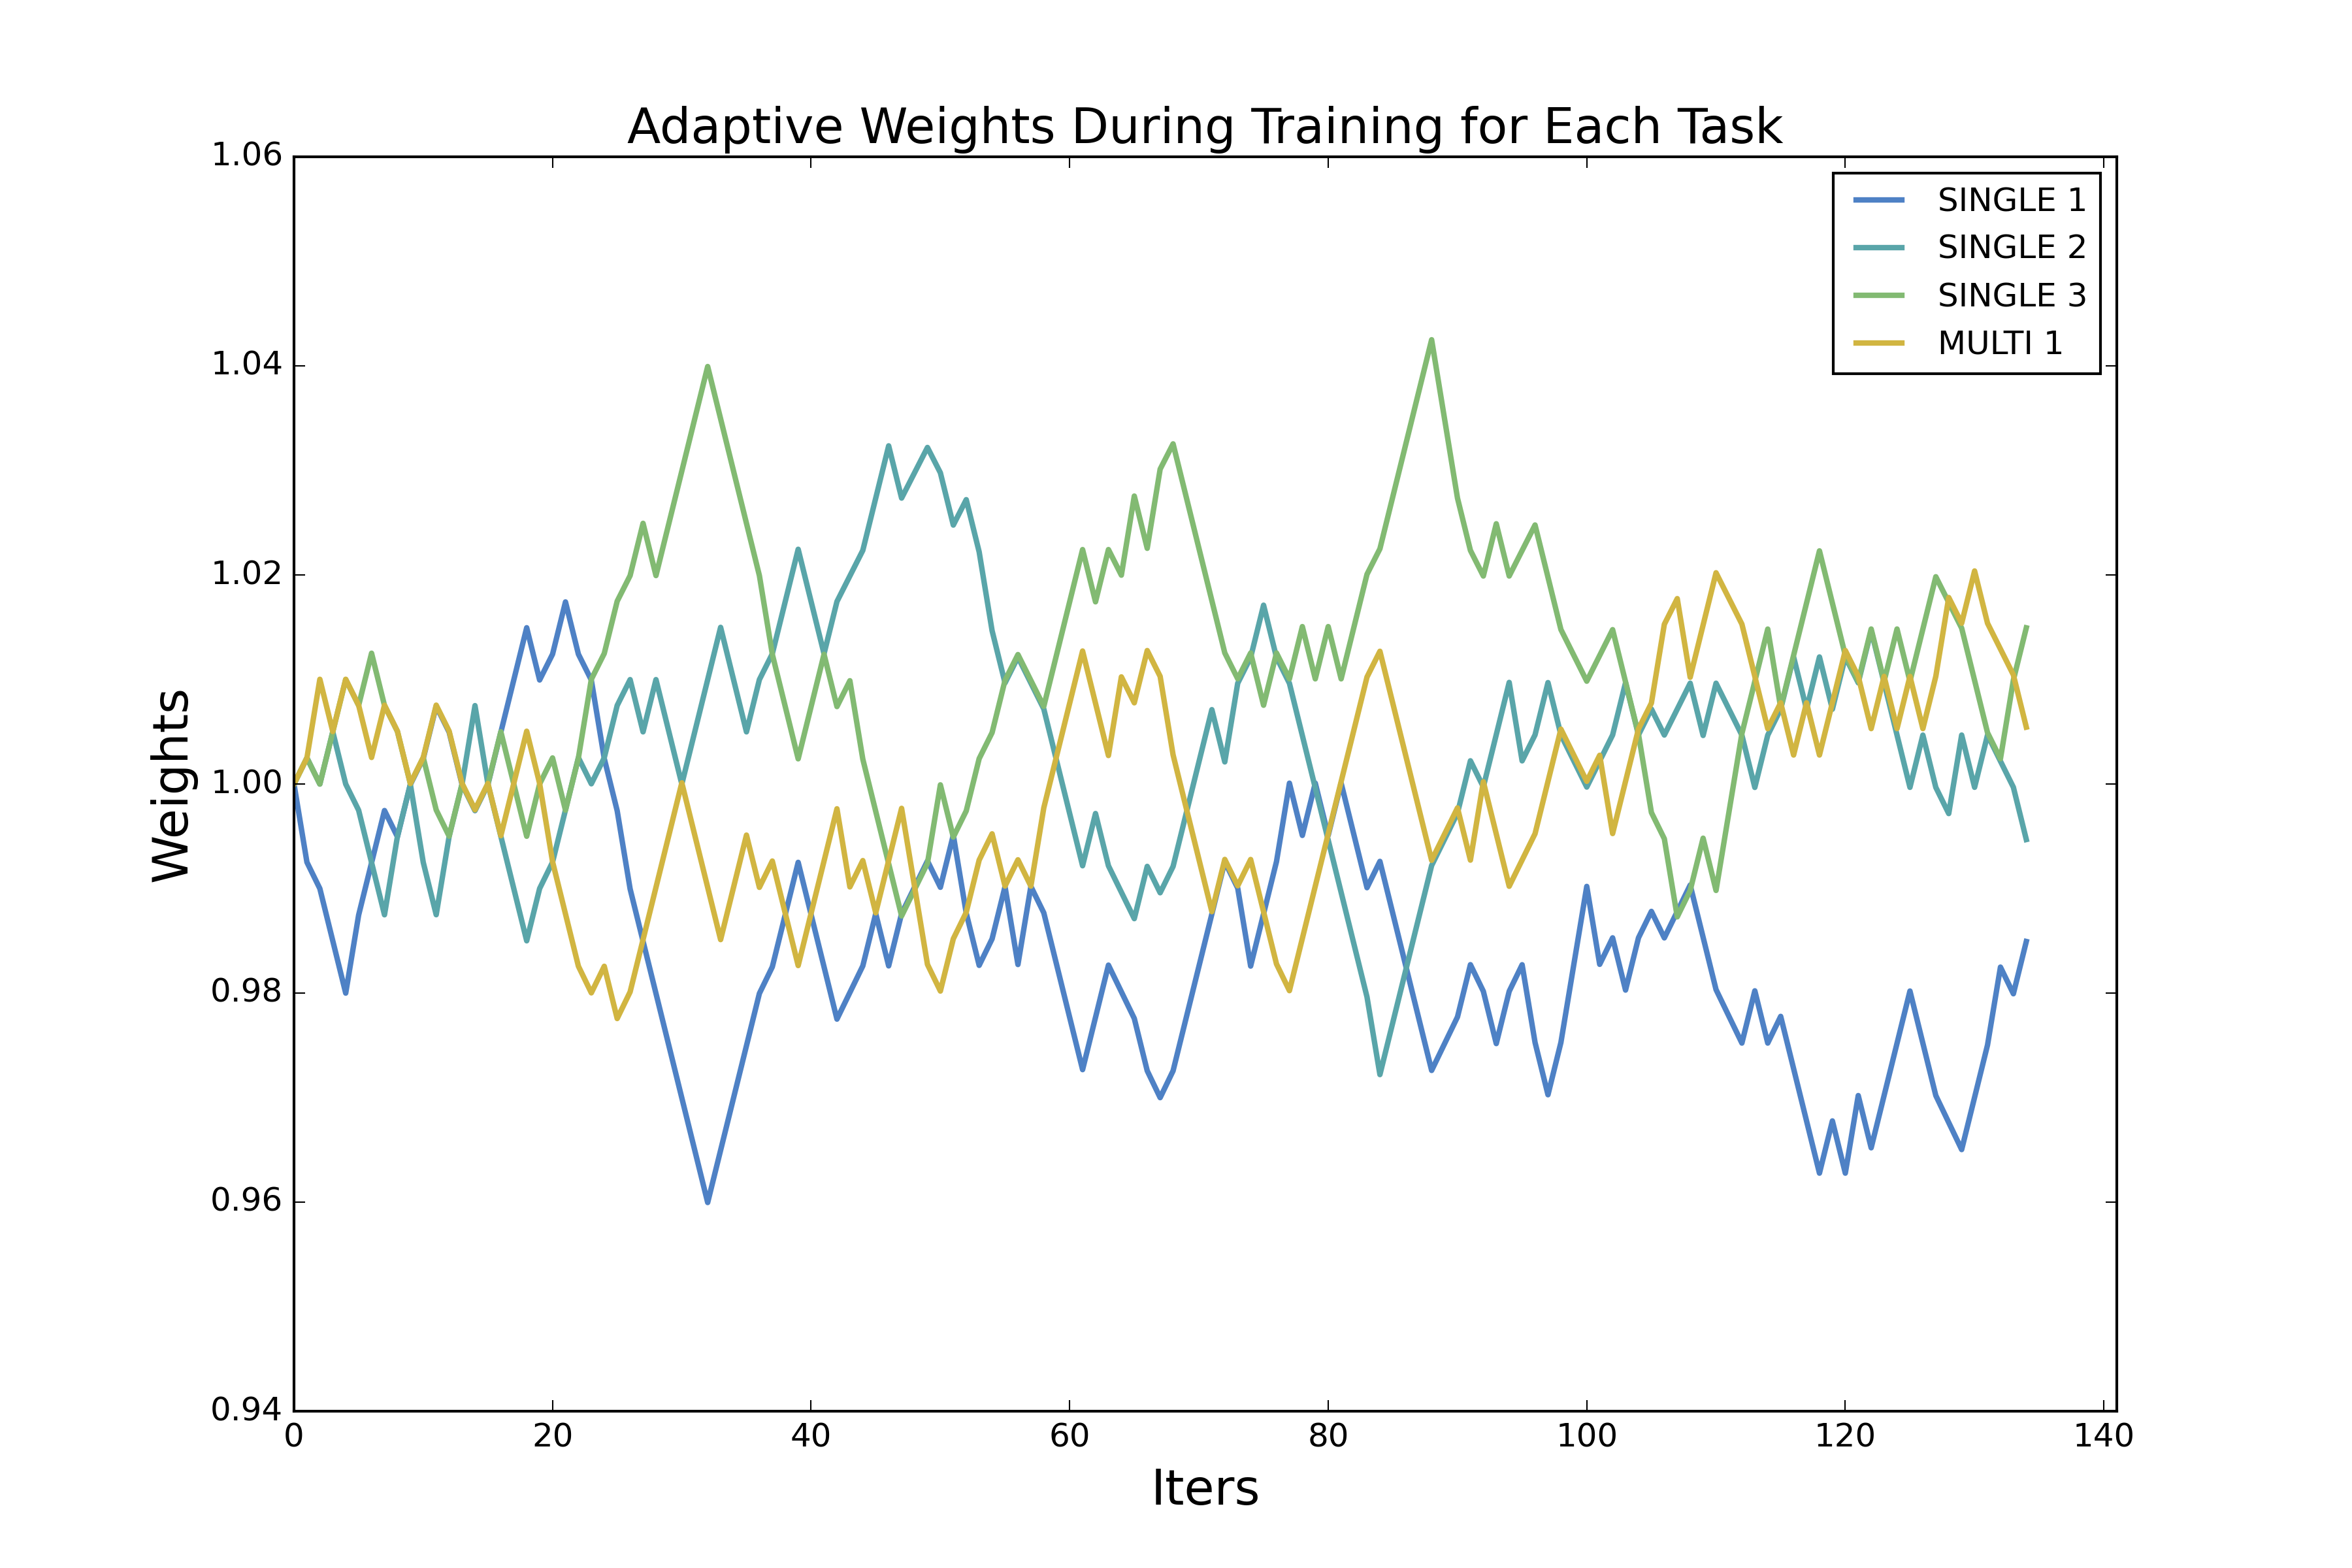 Adaptive Weights During Training for Each Task
1.06
1.04
1.02
1.00
0.98
0.96
0.94
Weights
SINGLE 1
SINGLE 2
SINGLE 3
MULTI 1
0 20 40 60 80 100 120 140
Iters